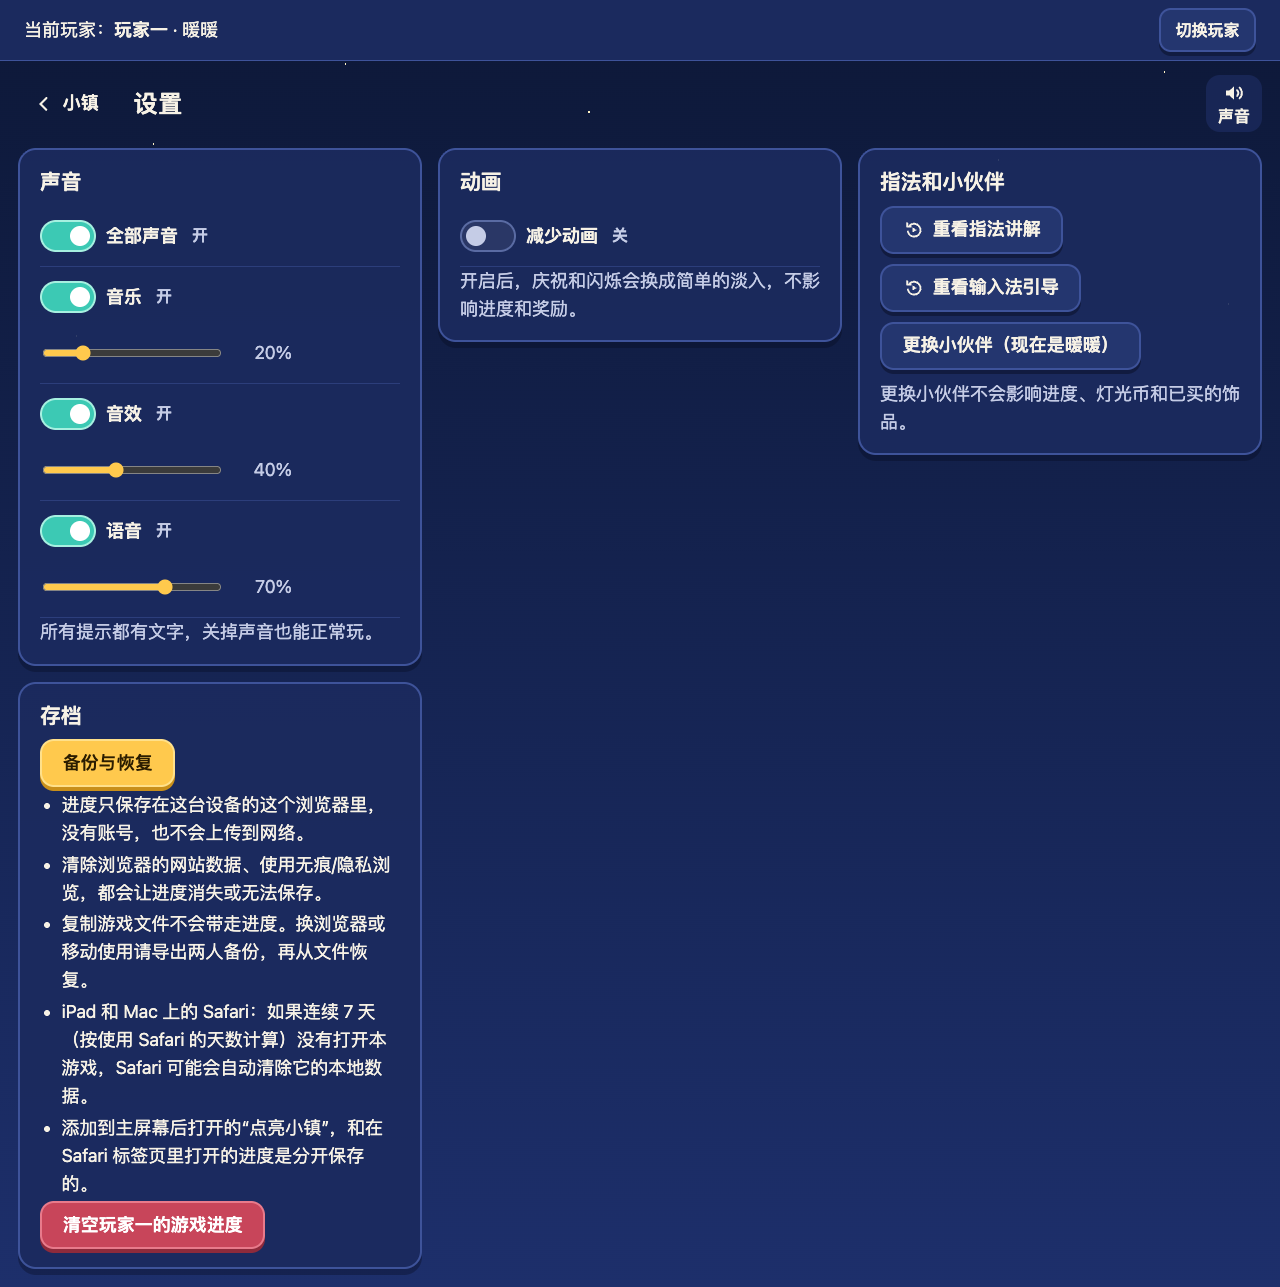 当前玩家：玩家一 · 暖暖
切换玩家
小镇
设置
声音
声音
全部声音 开
音乐 开
20%
音效 开
40%
语音 开
70%
所有提示都有文字，关掉声音也能正常玩。
动画
减少动画 关
开启后，庆祝和闪烁会换成简单的淡入，不影
响进度和奖励。
指法和小伙伴
重看指法讲解
重看输入法引导
更换小伙伴（现在是暖暖）
更换小伙伴不会影响进度、灯光币和已买的饰
品。
存档
备份与恢复
• 进度只保存在这台设备的这个浏览器里，
没有账号，也不会上传到网络。
• 清除浏览器的网站数据、使用无痕/隐私浏
览，都会让进度消失或无法保存。
• 复制游戏文件不会带走进度。换浏览器或
移动使用请导出两人备份，再从文件恢
复。
• iPad 和 Mac 上的 Safari：如果连续 7 天
（按使用 Safari 的天数计算）没有打开本
游戏，Safari 可能会自动清除它的本地数
据。
• 添加到主屏幕后打开的“点亮小镇”，和在
Safari 标签页里打开的进度是分开保存
的。
清空玩家一的游戏进度